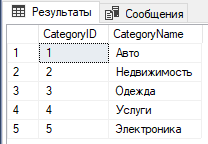 Результаты Сообщения
CategoryID CategoryName
1 1 Авто
2 2 Недвижимость
3 3 Одежда
4 4 Услуги
5 5 Электроника